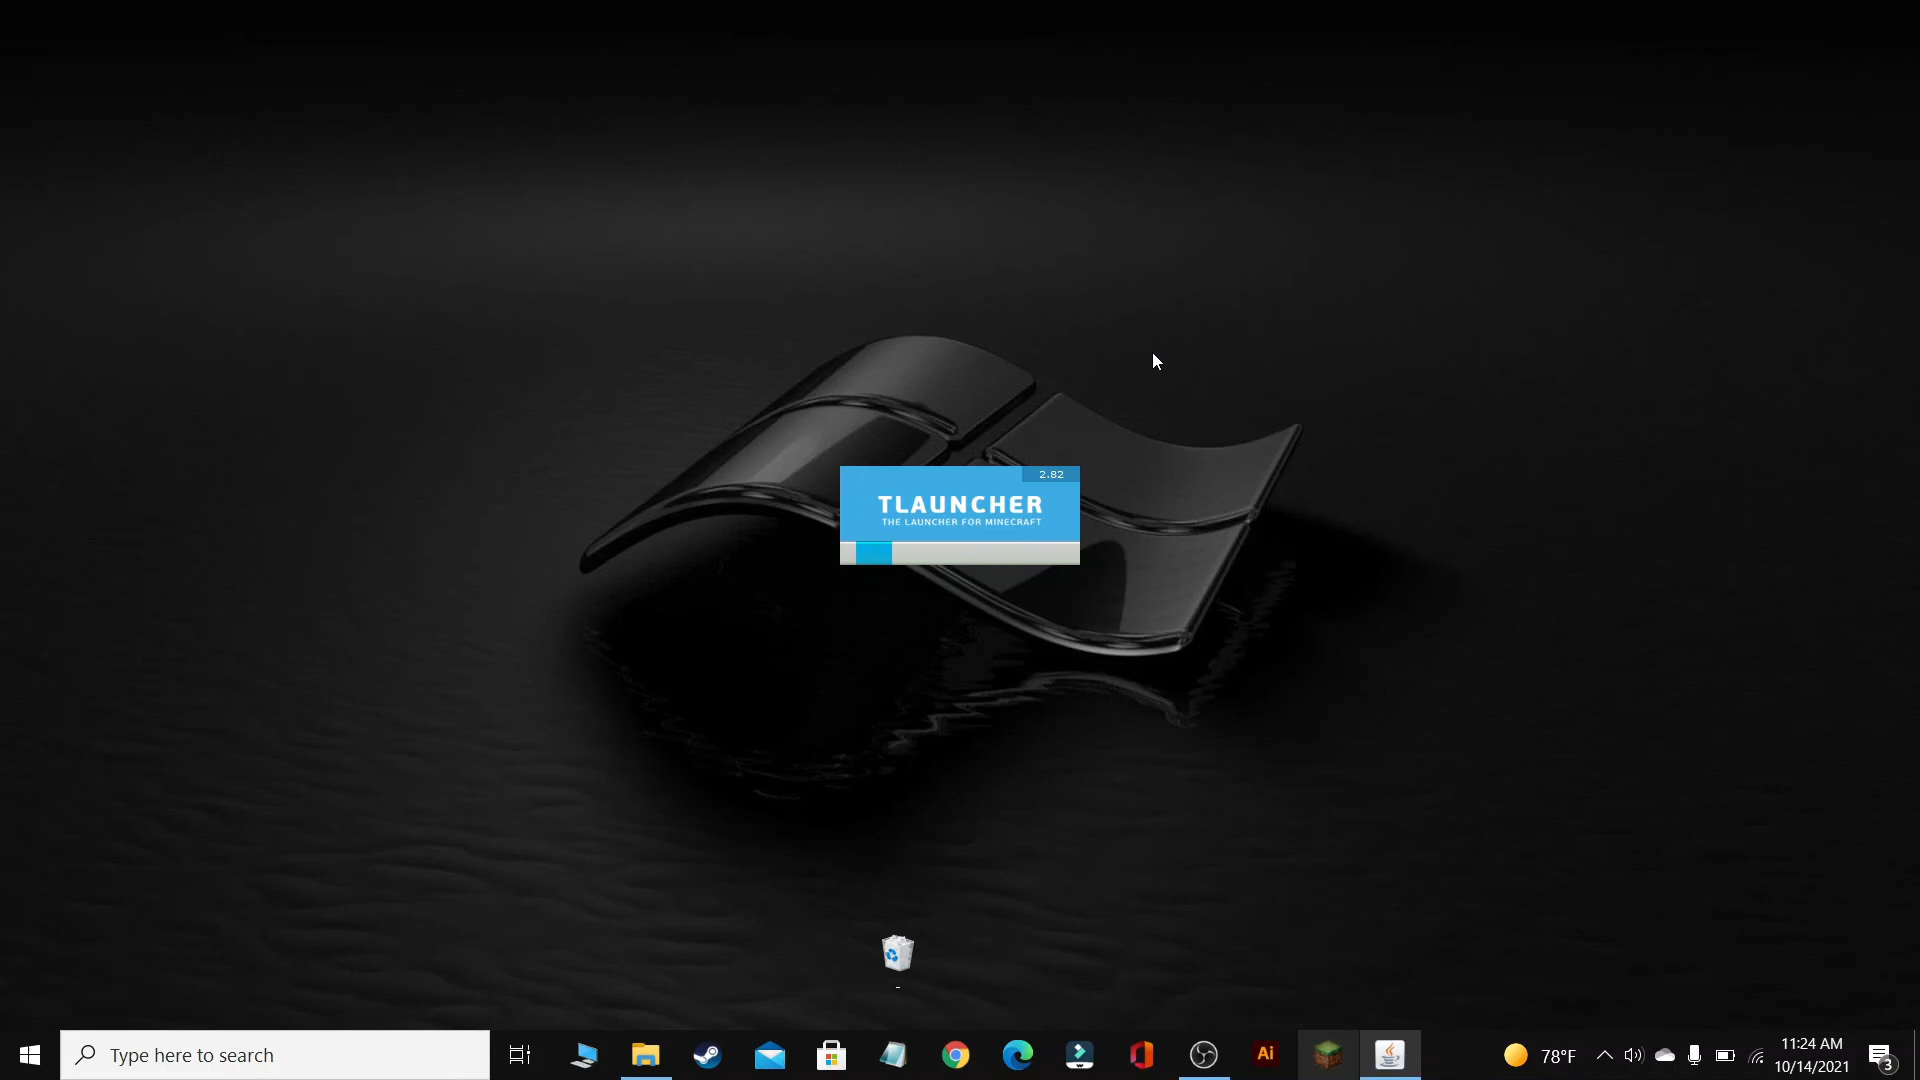 2.82
TLAUNCHER
THE LAUNCHER FOR MINECRAFT
-
Type here to search
Ai
78°F
11:24 AM
10/14/2021
3